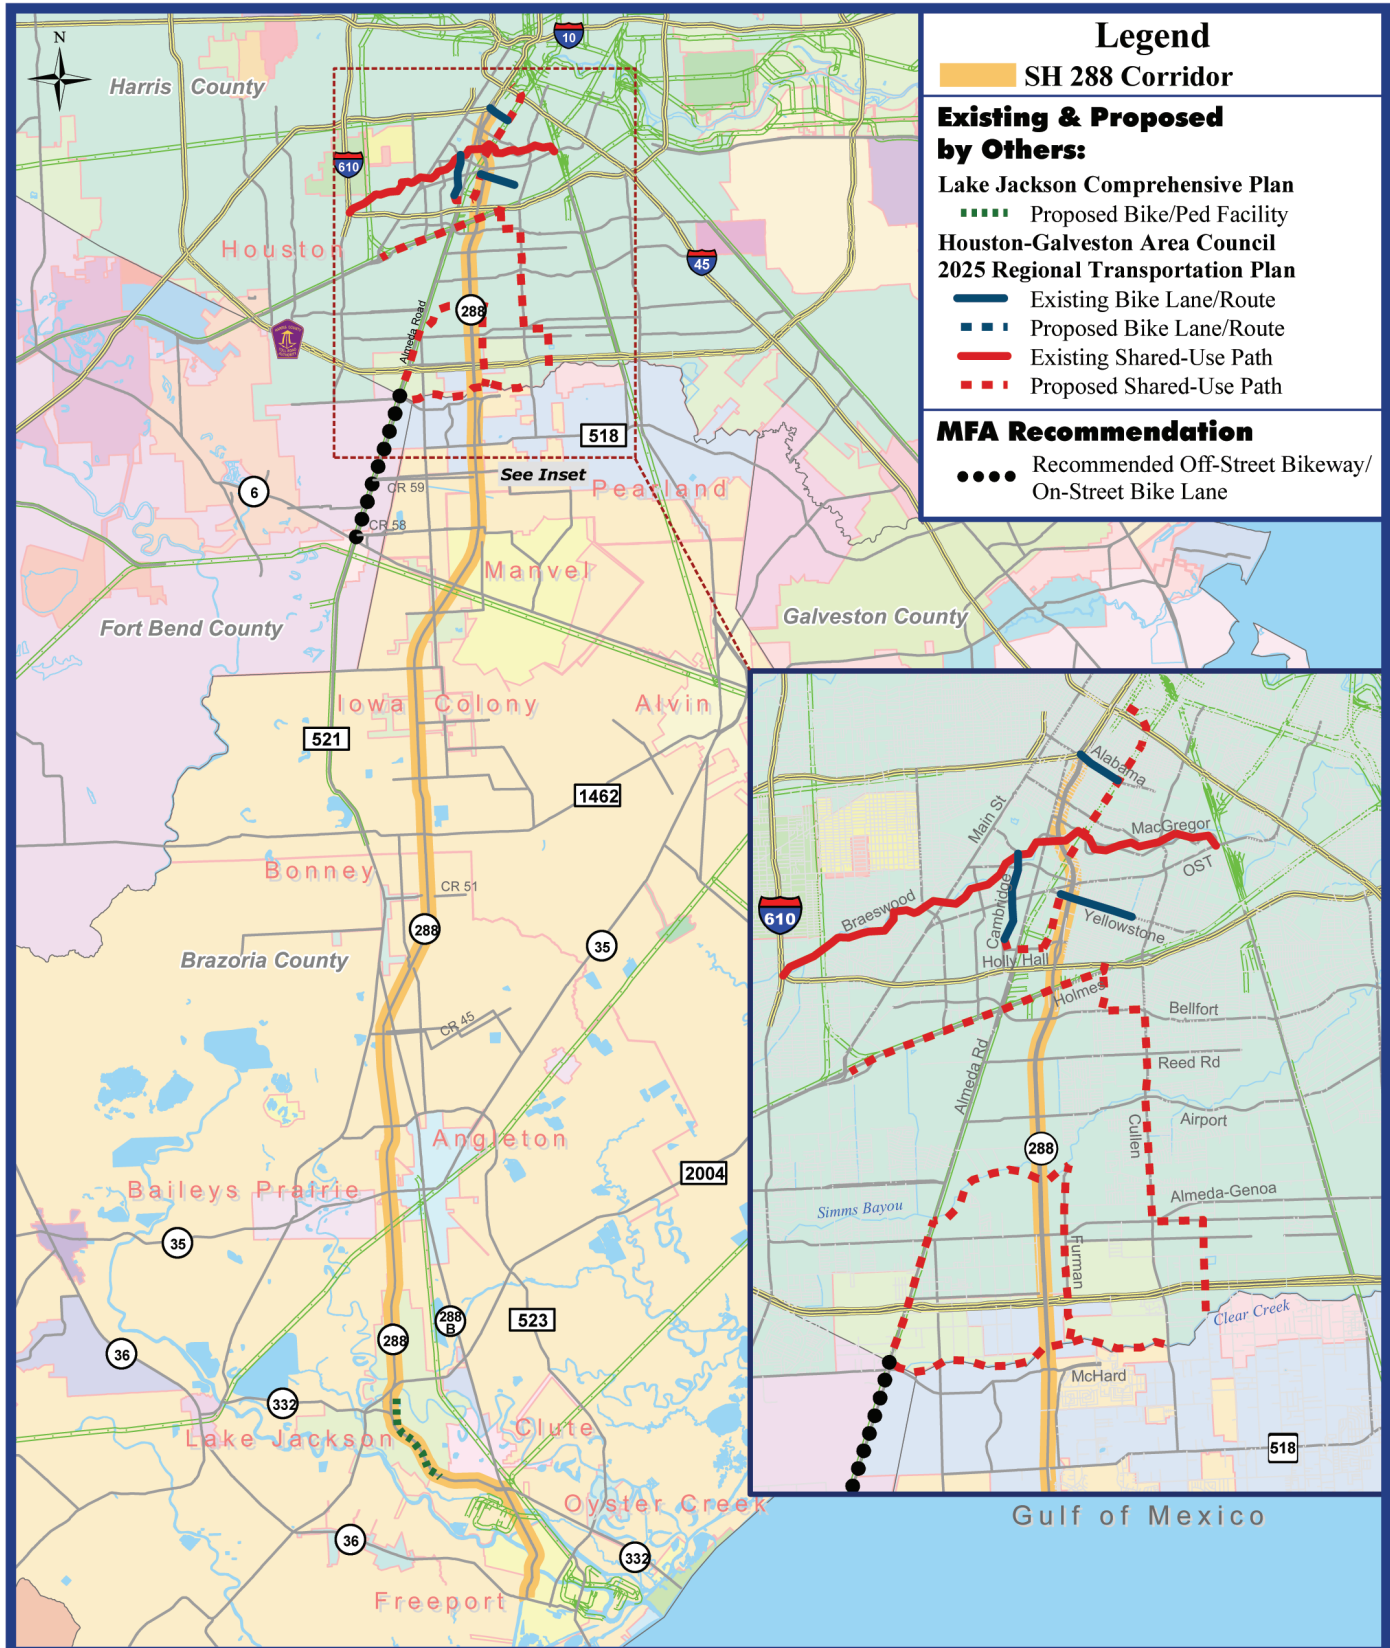 N
Harris County
10
610
Houston
45
288
Almeda Road
518
See Inset
Pearland
6
CR 59
CR 58
Manvel
Fort Bend County
Galveston County
Iowa Colony
Alvin
521
1462
Bonney
CR 51
288
35
Brazoria County
CR 45
Angleton
2004
Baileys Prairie
35
288
B
523
288
36
332
Clute
Lake Jackson
Oyster Creek
36
332
Freeport
Gulf of Mexico
Legend
SH 288 Corridor
Existing & Proposed
by Others:
Lake Jackson Comprehensive Plan
Proposed Bike/Ped Facility
Houston-Galveston Area Council
2025 Regional Transportation Plan
Existing Bike Lane/Route
Proposed Bike Lane/Route
Existing Shared-Use Path
Proposed Shared-Use Path
MFA Recommendation
Recommended Off-Street Bikeway/
On-Street Bike Lane
Alabama
Main St
MacGregor
OST
Braeswood
Cambridge
610
Yellowstone
Holly Hall
Holmes
Bellfort
Almeda Rd
Reed Rd
Cullen
Airport
288
Almeda-Genoa
Simms Bayou
Furman
Clear Creek
McHard
518